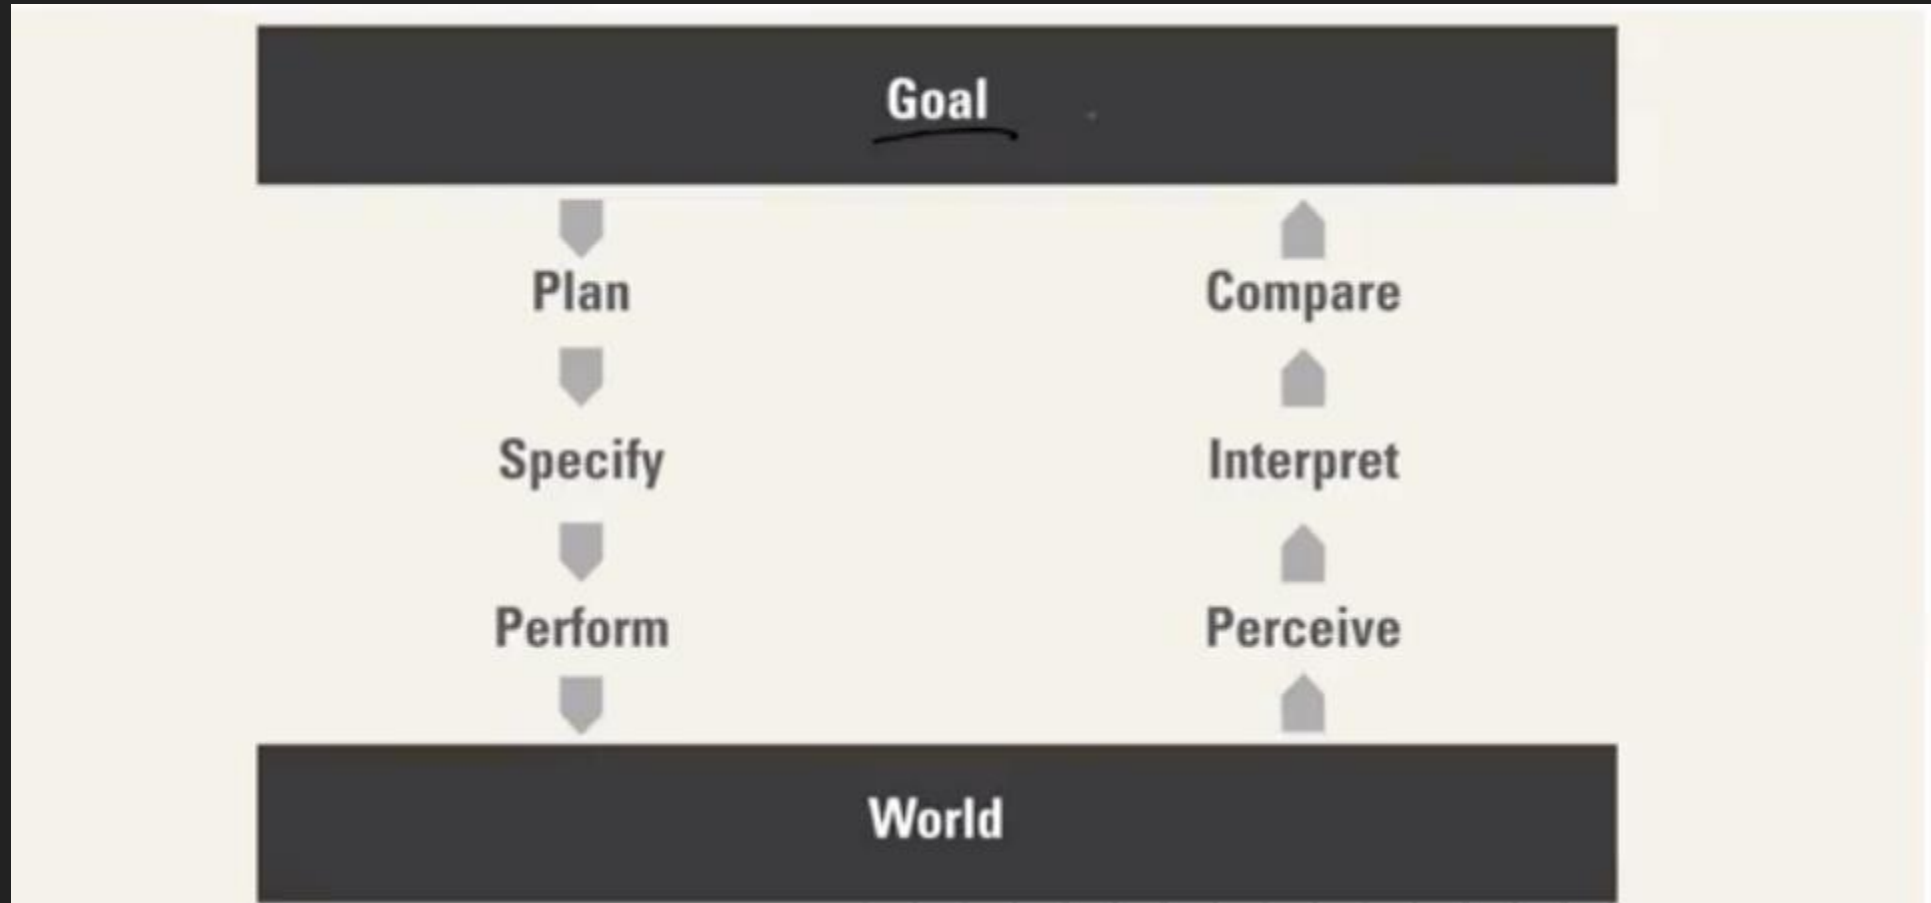 Goal
Plan
Compare
Specify
Interpret
Perform
Perceive
World